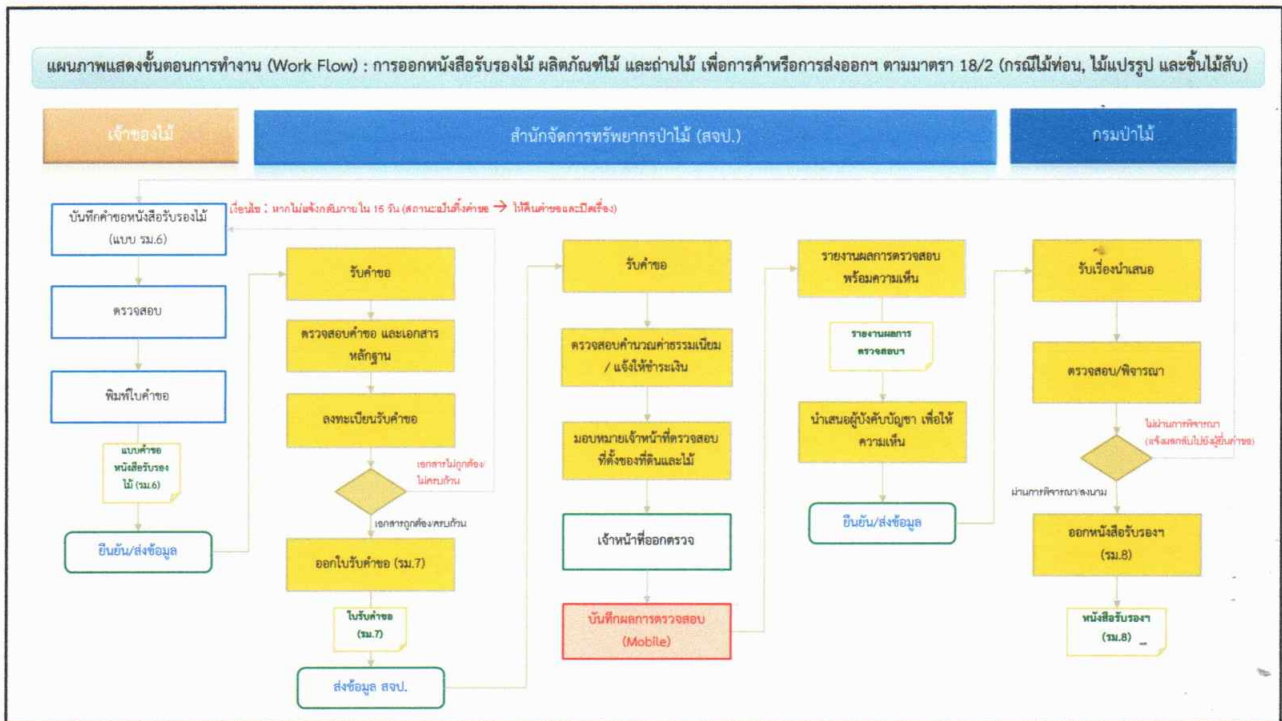 แผนภาพแสดงขั้นตอนการทำงาน (Work Flow) : การออกหนังสือรับรองไม้ ผลิตภัณฑ์ไม้ และถ่านไม้ เพื่อการค้าหรือการส่งออกฯ ตามมาตรา 18/2 (กรณีไม้ท่อน, ไม้แปรรูป และชิ้นไม้สับ)
เจ้าของไม้
สำนักจัดการทรัพยากรป่าไม้ (สจป.)
กรมป่าไม้
เงื่อนไข : หากไม่แจ้งกลับภายใน 15 วัน (สถานะเป็นทิ้งคำขอ → ให้คืนคำขอและปิดเรื่อง)
บันทึกคำขอหนังสือรับรองไม้
(แบบ รม.6)
ตรวจสอบ
พิมพ์ใบคำขอ
แบบคำขอ
หนังสือรับรอง
ไม้ (รม.6)
ยืนยัน/ส่งข้อมูล
รับคำขอ
ตรวจสอบคำขอ และเอกสาร
หลักฐาน
ลงทะเบียนรับคำขอ
เอกสารไม่ถูกต้อง/
ไม่ครบถ้วน
เอกสารถูกต้อง/ครบถ้วน
ออกใบรับคำขอ (รม.7)
ใบรับคำขอ
(รม.7)
ส่งข้อมูล สจป.
รับคำขอ
ตรวจสอบคำนวณค่าธรรมเนียม
/ แจ้งให้ชำระเงิน
มอบหมายเจ้าหน้าที่ตรวจสอบ
ที่ตั้งของที่ดินและไม้
เจ้าหน้าที่ออกตรวจ
บันทึกผลการตรวจสอบ
(Mobile)
รายงานผลการตรวจสอบ
พร้อมความเห็น
รายงานผลการ
ตรวจสอบฯ
นำเสนอผู้บังคับบัญชา เพื่อให้
ความเห็น
ยืนยัน/ส่งข้อมูล
รับเรื่องนำเสนอ
ตรวจสอบ/พิจารณา
ไม่ผ่านการพิจารณา
(แจ้งผลกลับไปยังผู้ยื่นคำขอ)
ผ่านการพิจารณา/ลงนาม
ออกหนังสือรับรองฯ
(รม.8)
หนังสือรับรองฯ
(รม.8)